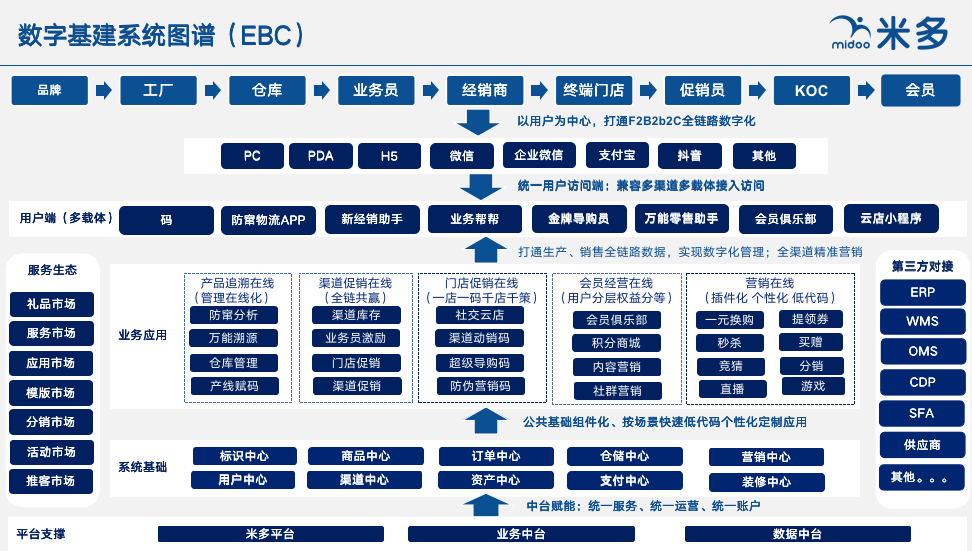 数字基建系统图谱（EBC）
midoo 米多
品牌 工厂 仓库 业务员 经销商 终端门店 促销员 KOC 会员
以用户为中心，打通F2B2b2C全链路数字化
PC PDA H5 微信 企业微信 支付宝 抖音 其他
统一用户访问端；兼容多渠道多载体接入访问
用户端（多载体） 码 防窜物流APP 新经销助手 业务帮帮 金牌导购员 万能零售助手 会员俱乐部 云店小程序
打通生产、销售全链路数据，实现数字化管理；全渠道精准营销
服务生态
礼品市场
服务市场
应用市场
模版市场
分销市场
活动市场
推客市场
业务应用
产品追溯在线
（管理在线化）
防窜分析
万能溯源
仓库管理
产线赋码
渠道促销在线
（全链共赢）
渠道库存
业务员激励
门店促销
渠道促销
门店促销在线
（一店一码千店千策）
社交云店
渠道动销码
超级导购码
防伪营销码
会员经营在线
（用户分层权益分等）
会员俱乐部
积分商城
内容营销
社群营销
营销在线
（插件化 个性化 低代码）
一元换购 提领券
秒杀 买赠
竞猜 分销
直播 游戏
第三方对接
ERP
WMS
OMS
CDP
SFA
供应商
其他。。。
公共基础组件化、按场景快速低代码个性化定制应用
系统基础
标识中心 商品中心 订单中心 仓储中心 营销中心
用户中心 渠道中心 资产中心 支付中心 装修中心
中台赋能：统一服务、统一运营、统一账户
平台支撑 米多平台 业务中台 数据中台